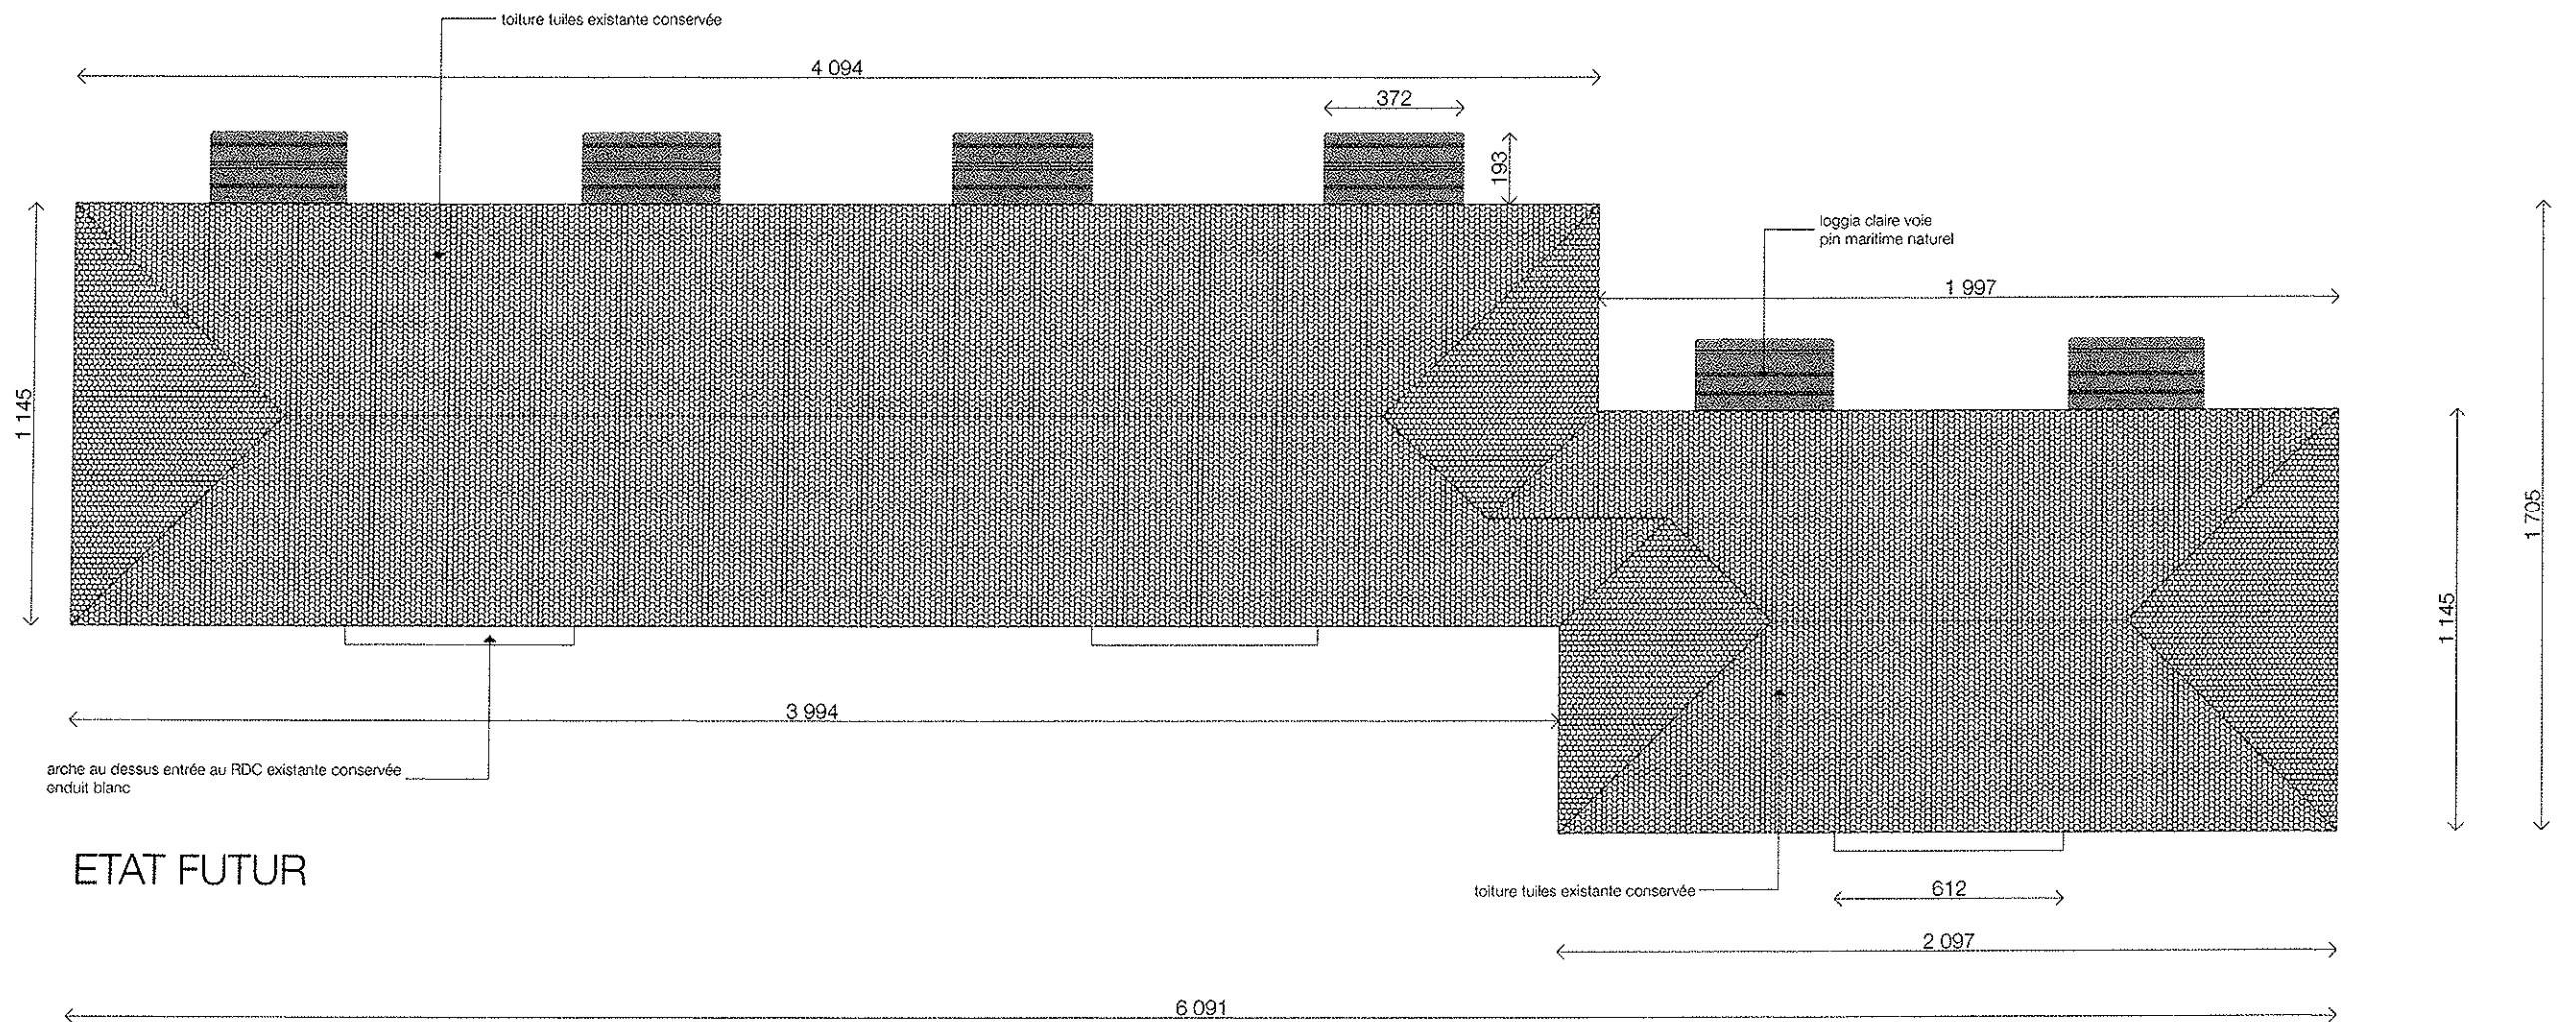 toiture tuiles existante conservée
4 094
372
193
loggia claire voie
pin maritime naturel
1 997
1 145
1 705
1 145
3 994
arche au dessus entrée au RDC existante conservée
enduit blanc
ETAT FUTUR
toiture tuiles existante conservée
612
2 097
6 091